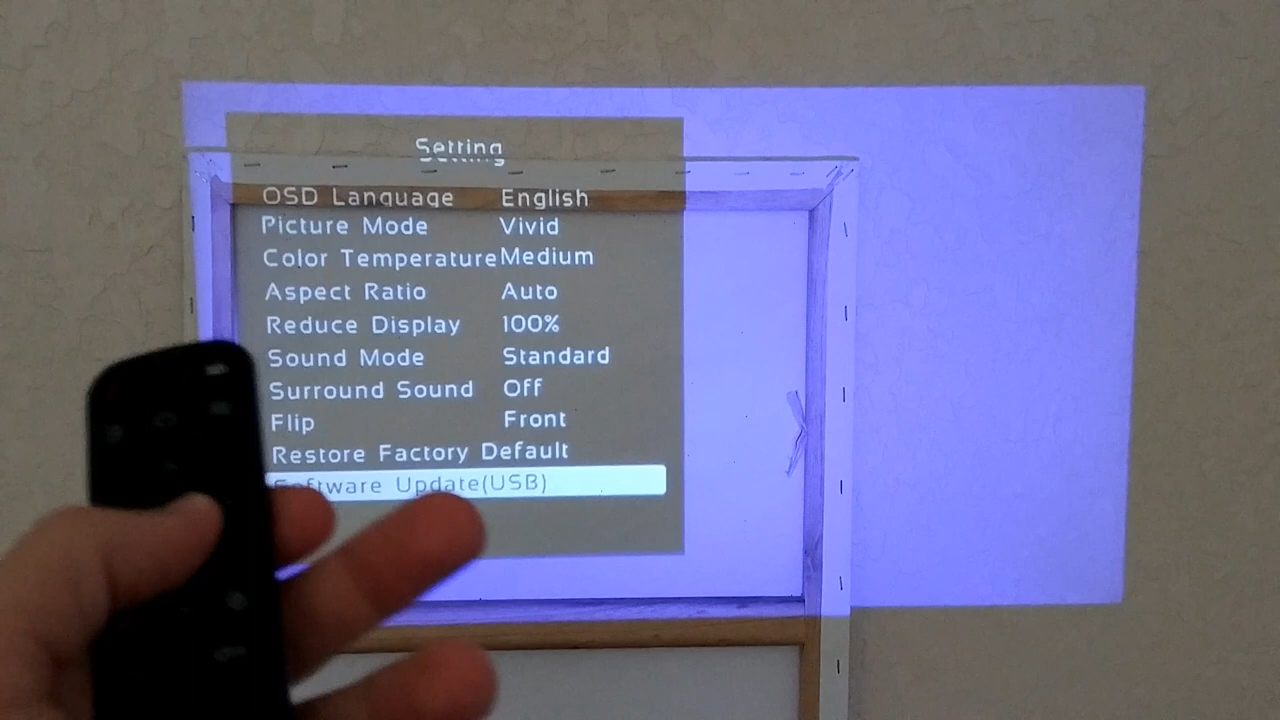 Setting
OSD Language English
Picture Mode Vivid
Color Temperature Medium
Aspect Ratio Auto
Reduce Display 100%
Sound Mode Standard
Surround Sound Off
Flip Front
Restore Factory Default
Software Update(USB)